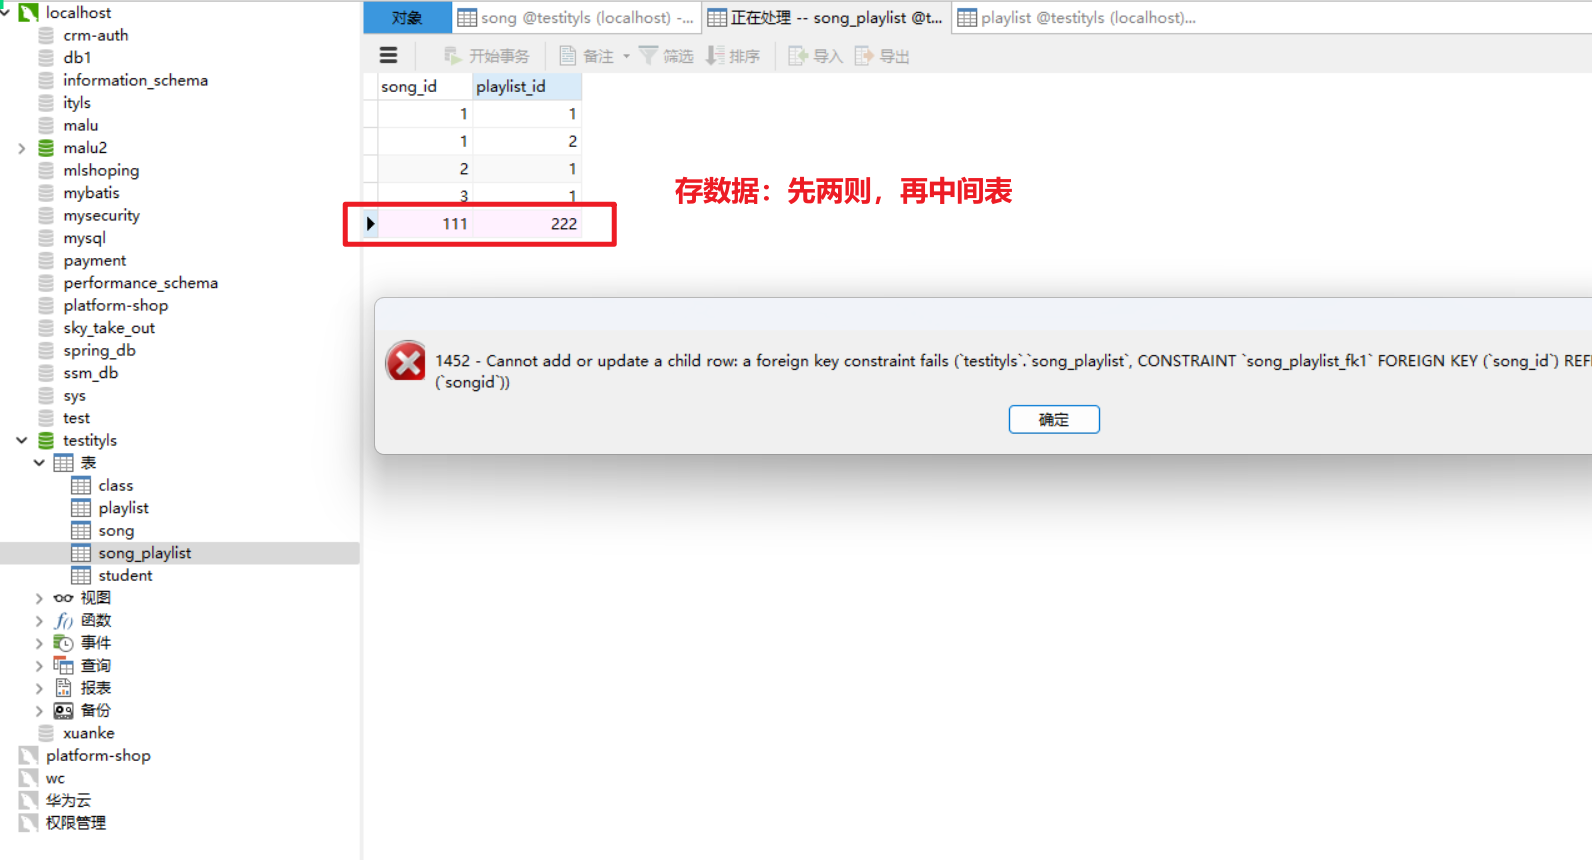 localhost
crm-auth
db1
information_schema
ityls
malu
malu2
mlshoping
mybatis
mysecurity
mysql
payment
performance_schema
platform-shop
sky_take_out
spring_db
ssm_db
sys
test
testityls
表
class
playlist
song
song_playlist
student
视图
函数
事件
查询
报表
备份
xuanke
platform-shop
wc
华为云
权限管理
对象 song @testityls (localhost) -... 正在处理 -- song_playlist @t... playlist @testityls (localhost)...
开始事务 备注 筛选 排序 导入 导出
song_id playlist_id
1 1
1 2
2 1
3 1
111 222
存数据：先两则，再中间表
1452 - Cannot add or update a child row: a foreign key constraint fails (`testityls`.`song_playlist`, CONSTRAINT `song_playlist_fk1` FOREIGN KEY (`song_id`) REF
(`songid`))
确定